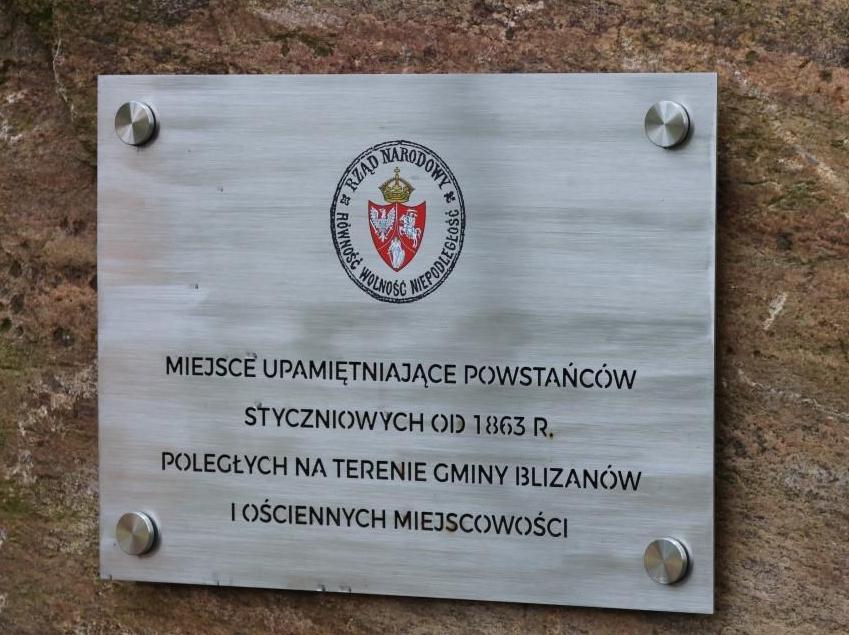 RZĄD NARODOWY
RÓWNOŚĆ WOLNOŚĆ NIEPODLEGŁOŚĆ
MIEJSCE UPAMIĘTNIAJĄCE POWSTAŃCÓW
STYCZNIOWYCH OD 1863 R.
POLEGŁYCH NA TERENIE GMINY BLIZANÓW
I OŚCIENNYCH MIEJSCOWOŚCI